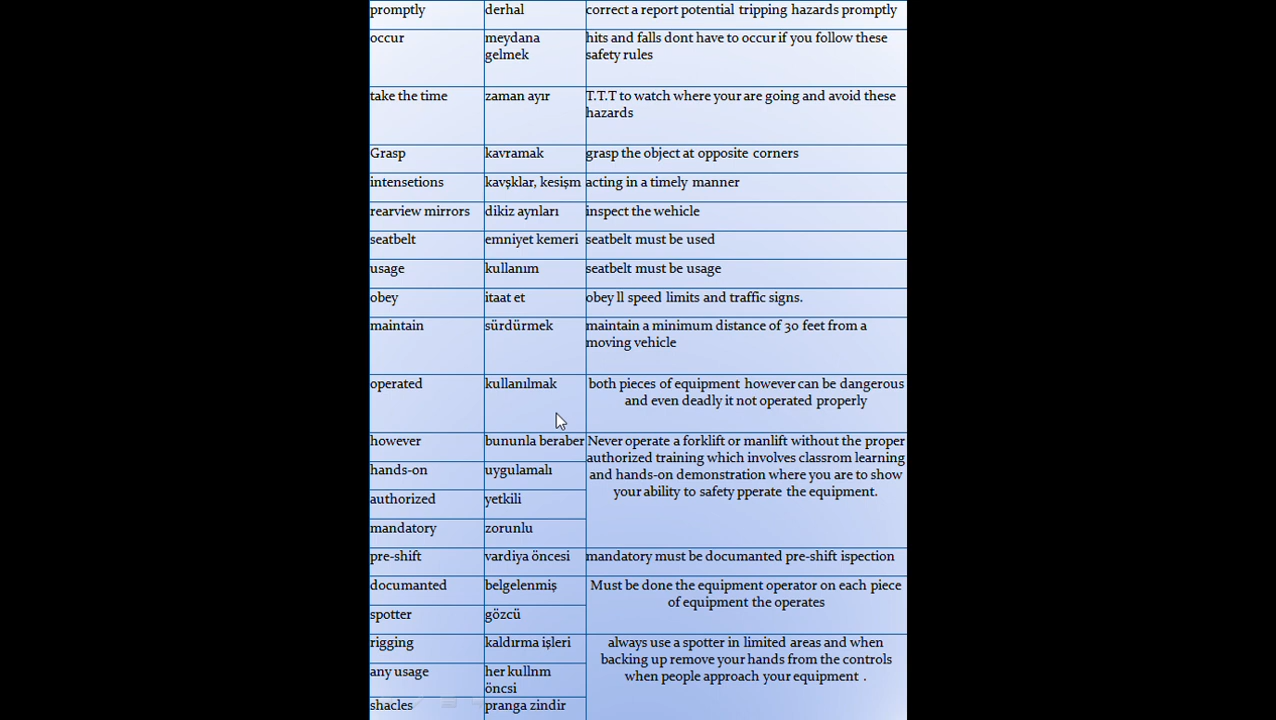 promptly derhal correct a report potential tripping hazards promptly
occur meydana hits and falls dont have to occur if you follow these
gelmek safety rules
take the time zaman ayır T.T.T to watch where your are going and avoid these
hazards
Grasp kavramak grasp the object at opposite corners
intensetions kavşklar, kesişm acting in a timely manner
rearview mirrors dikiz aynları inspect the wehicle
seatbelt emniyet kemeri seatbelt must be used
usage kullanım seatbelt must be usage
obey itaat et obey ll speed limits and traffic signs.
maintain sürdürmek maintain a minimum distance of 30 feet from a
moving vehicle
operated kullanılmak both pieces of equipment however can be dangerous
and even deadly it not operated properly
however bununla beraber Never operate a forklift or manlift without the proper
authorized training which involves classrom learning
hands-on uygulamalı and hands-on demonstration where you are to show
your ability to safety pperate the equipment.
authorized yetkili
mandatory zorunlu
pre-shift vardiya öncesi mandatory must be documanted pre-shift ispection
documanted belgelenmiş Must be done the equipment operator on each piece
of equipment the operates
spotter gözcü
rigging kaldırma işleri always use a spotter in limited areas and when
backing up remove your hands from the controls
any usage her kullnm when people approach your equipment .
öncsi
shacles pranga zindir